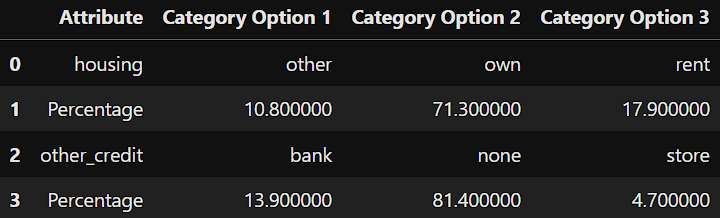 Attribute Category Option 1 Category Option 2 Category Option 3
0 housing other own rent
1 Percentage 10.800000 71.300000 17.900000
2 other_credit bank none store
3 Percentage 13.900000 81.400000 4.700000